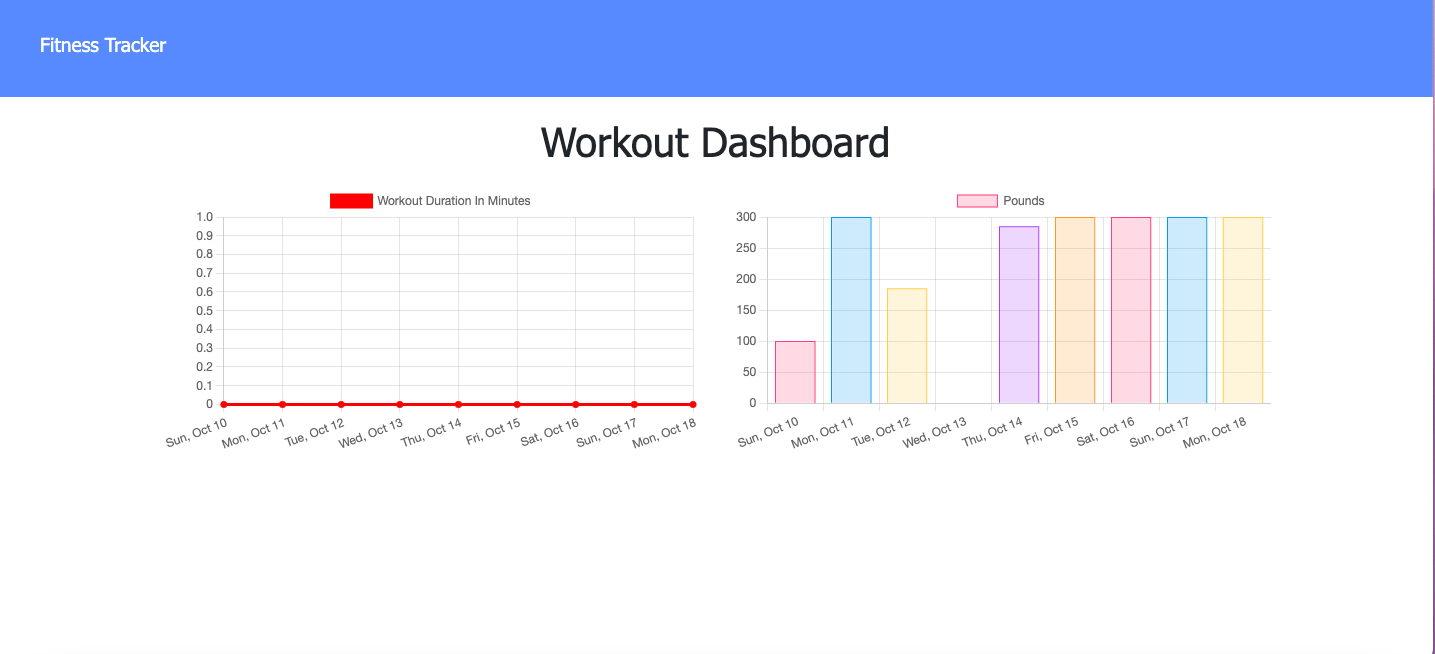 Fitness Tracker
Workout Dashboard
Workout Duration In Minutes
1.0
0.9
0.8
0.7
0.6
0.5
0.4
0.3
0.2
0.1
0
Sun, Oct 10
Mon, Oct 11
Tue, Oct 12
Wed, Oct 13
Thu, Oct 14
Fri, Oct 15
Sat, Oct 16
Sun, Oct 17
Mon, Oct 18
Pounds
300
250
200
150
100
50
0
Sun, Oct 10
Mon, Oct 11
Tue, Oct 12
Wed, Oct 13
Thu, Oct 14
Fri, Oct 15
Sat, Oct 16
Sun, Oct 17
Mon, Oct 18